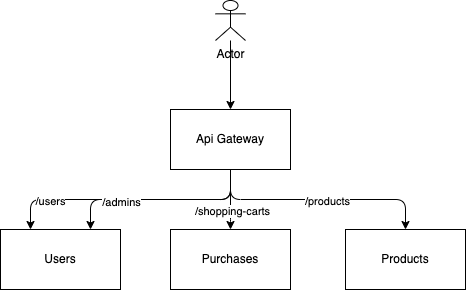 Actor
Api Gateway
/users
/admins
/shopping-carts
/products
Users
Purchases
Products